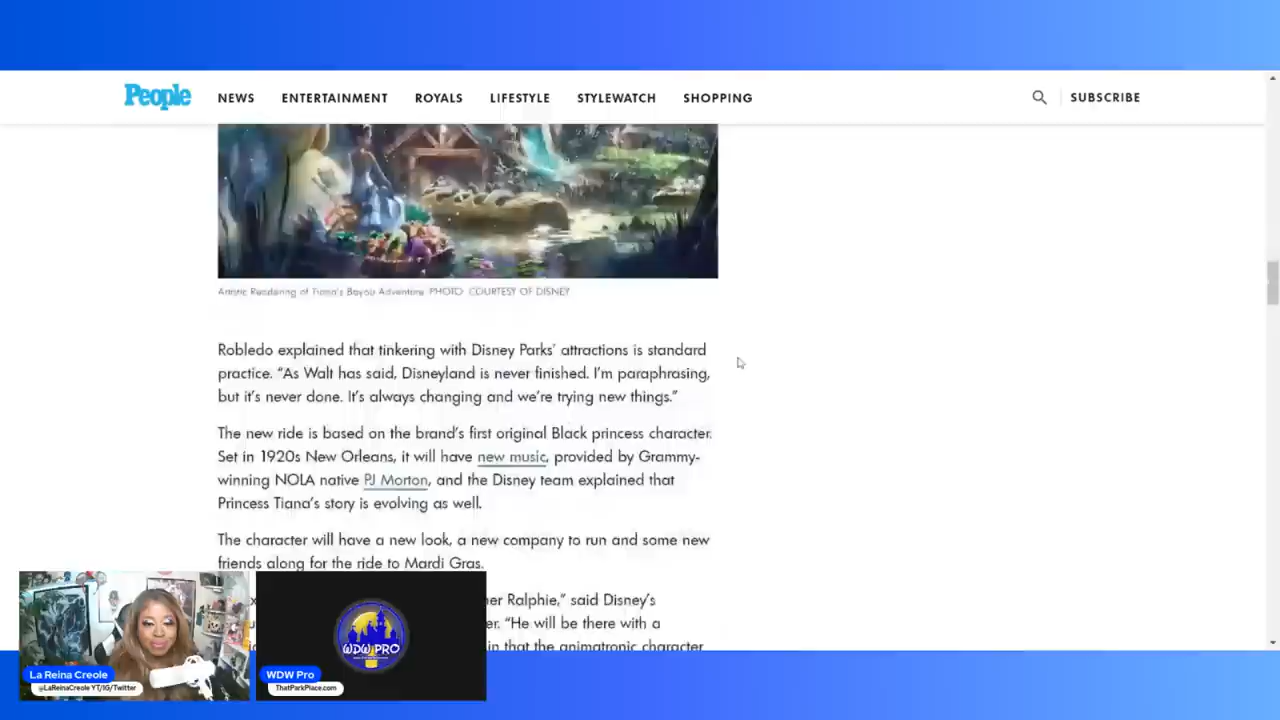 People
NEWS ENTERTAINMENT ROYALS LIFESTYLE STYLEWATCH SHOPPING
SUBSCRIBE
Artistic Rendering of Tiana's Bayou Adventure. PHOTO: COURTESY OF DISNEY
Robledo explained that tinkering with Disney Parks' attractions is standard
practice. "As Walt has said, Disneyland is never finished. I'm paraphrasing,
but it's never done. It's always changing and we're trying new things."
The new ride is based on the brand's first original Black princess character.
Set in 1920s New Orleans, it will have new music, provided by Grammy-
winning NOLA native PJ Morton, and the Disney team explained that
Princess Tiana's story is evolving as well.
The character will have a new look, a new company to run and some new
friends along for the ride to Mardi Gras.
her Ralphie," said Disney's
er. "He will be there with a
in that the animatronic character
WDW PRO
La Reina Creole
@LaReinaCreole YT/IG/Twitter
WDW Pro
ThatParkPlace.com